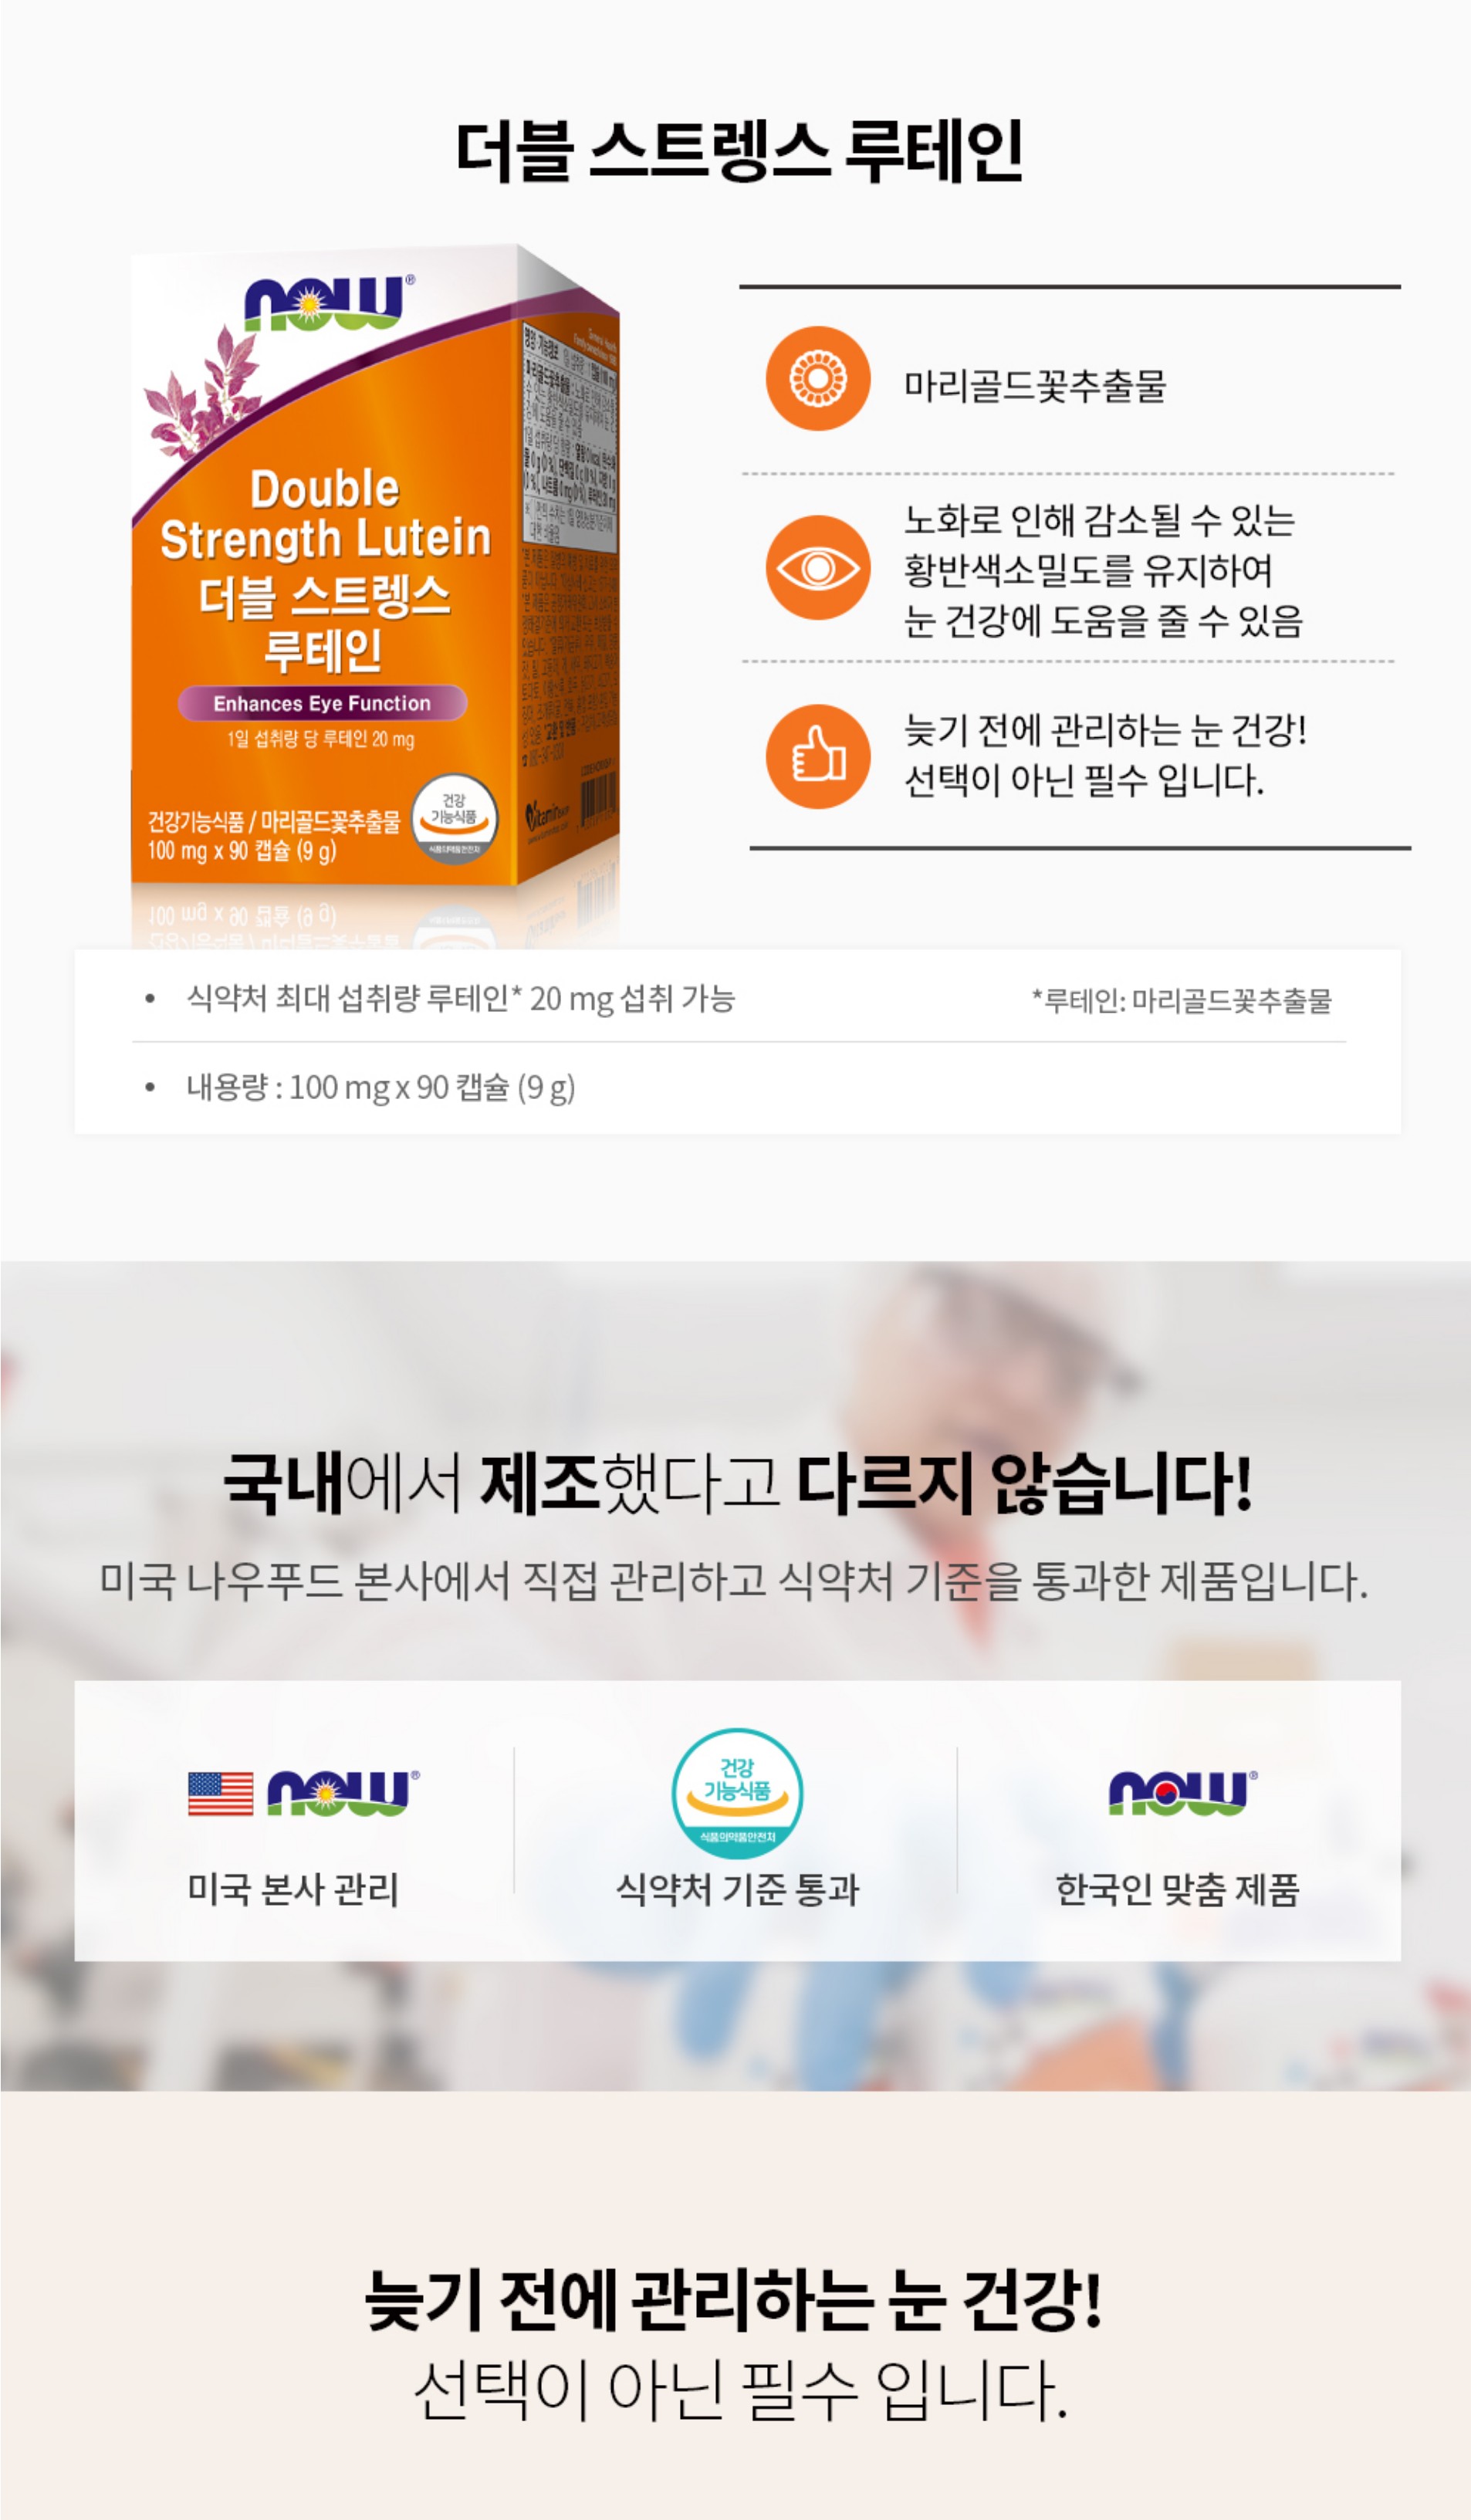 더블 스트렝스 루테인
now®
Double
Strength Lutein
더블 스트렝스
루테인
Enhances Eye Function
1일 섭취량 당 루테인 20 mg
건강기능식품 / 마리골드꽃추출물
100 mg x 90 캡슐 (9 g)
건강
기능식품
식품의약품안전처
마리골드꽃추출물
노화로 인해 감소될 수 있는
황반색소밀도를 유지하여
눈 건강에 도움을 줄 수 있음
늦기 전에 관리하는 눈 건강!
선택이 아닌 필수 입니다.
• 식약처 최대 섭취량 루테인* 20 mg 섭취 가능
*루테인: 마리골드꽃추출물
• 내용량 : 100 mg x 90 캡슐 (9 g)
국내에서 제조했다고 다르지 않습니다!
미국 나우푸드 본사에서 직접 관리하고 식약처 기준을 통과한 제품입니다.
now®
미국 본사 관리
건강
기능식품
식품의약품안전처
식약처 기준 통과
now®
한국인 맞춤 제품
늦기 전에 관리하는 눈 건강!
선택이 아닌 필수 입니다.